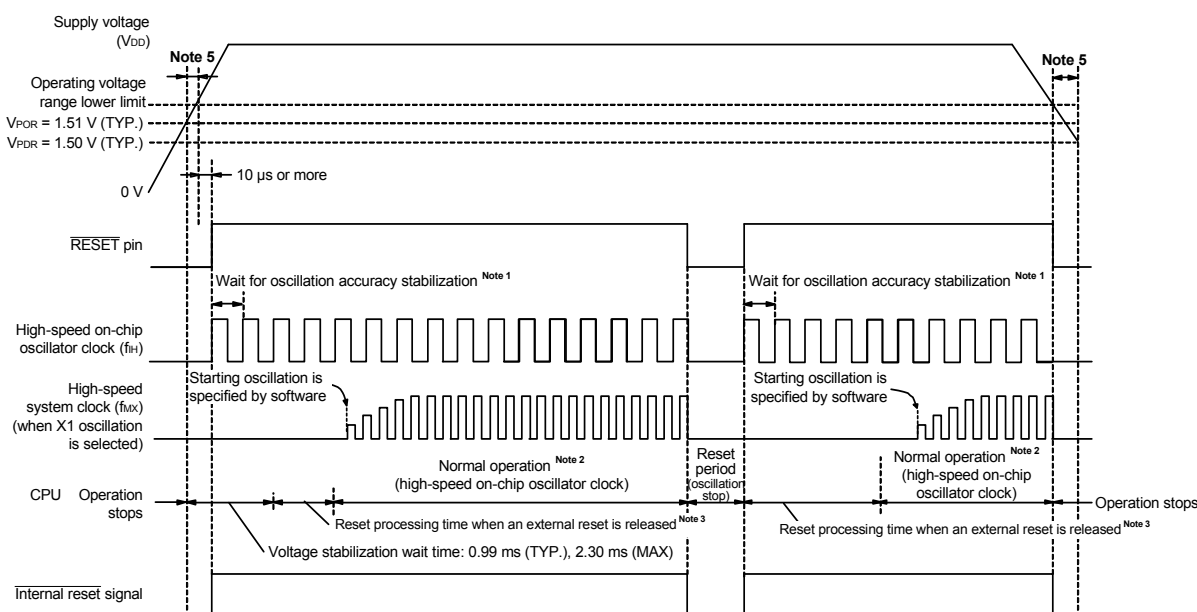 Supply voltage
(VDD)
Note 5
Note 5
Operating voltage
range lower limit
VPOR = 1.51 V (TYP.)
VPDR = 1.50 V (TYP.)
10 µs or more
0 V
RESET pin
Wait for oscillation accuracy stabilization Note 1
Wait for oscillation accuracy stabilization Note 1
High-speed on-chip
oscillator clock (fIH)
High-speed
system clock (fMX)
(when X1 oscillation
is selected)
Starting oscillation is
specified by software
Starting oscillation is
specified by software
Normal operation Note 2
(high-speed on-chip oscillator clock)
Reset
period
(oscillation
stop)
Normal operation Note 2
(high-speed on-chip
oscillator clock)
CPU
Operation
stops
Operation stops
Reset processing time when an external reset is released Note 3
Reset processing time when an external reset is released Note 3
Voltage stabilization wait time: 0.99 ms (TYP.), 2.30 ms (MAX)
Internal reset signal